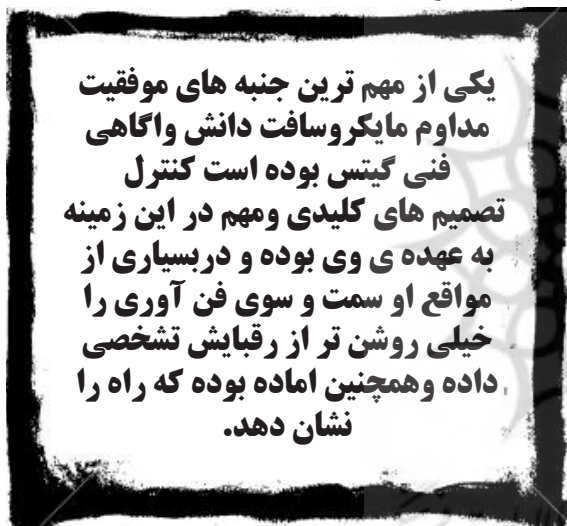 یکی از مهم ترین جنبه های موفقیت
مداوم مایکروسافت دانش واگاهی
فنی گیتس بوده است کنترل
تصمیم های کلیدی ومهم در این زمینه
به عهده ی وی بوده و دربسیاری از
مواقع او سمت و سوی فن آوری را
خیلی روشن تر از رقبایش تشخصی
داده وهمچنین اماده بوده که راه را
نشان دهد.